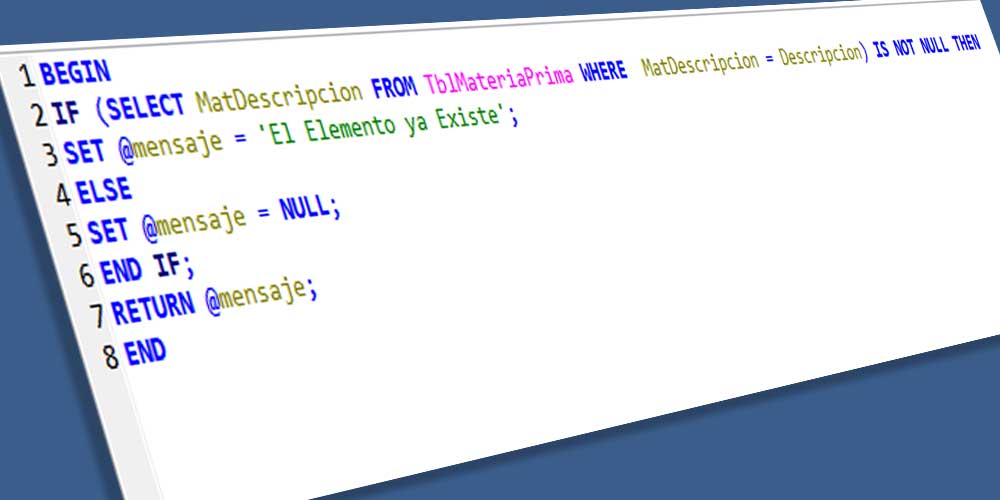 1 BEGIN
2 IF (SELECT MatDescripcion FROM TblMateriaPrima WHERE MatDescripcion = Descripcion) IS NOT NULL THEN
3 SET @mensaje = 'El Elemento ya Existe';
4 ELSE
5 SET @mensaje = NULL;
6 END IF;
7 RETURN @mensaje;
8 END